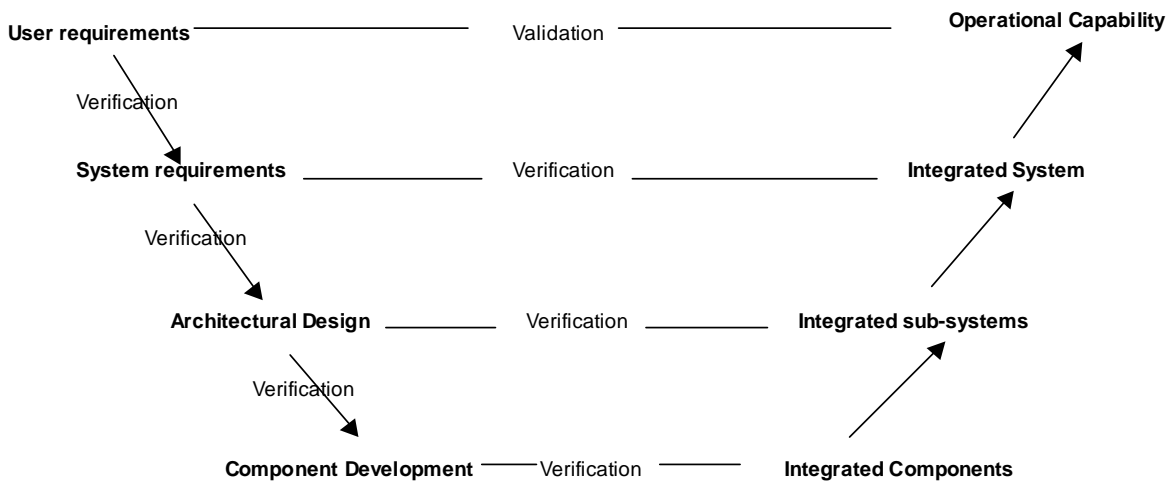 User requirements Validation Operational Capability
Verification
System requirements Verification Integrated System
Verification
Architectural Design Verification Integrated sub-systems
Verification
Component Development Verification Integrated Components